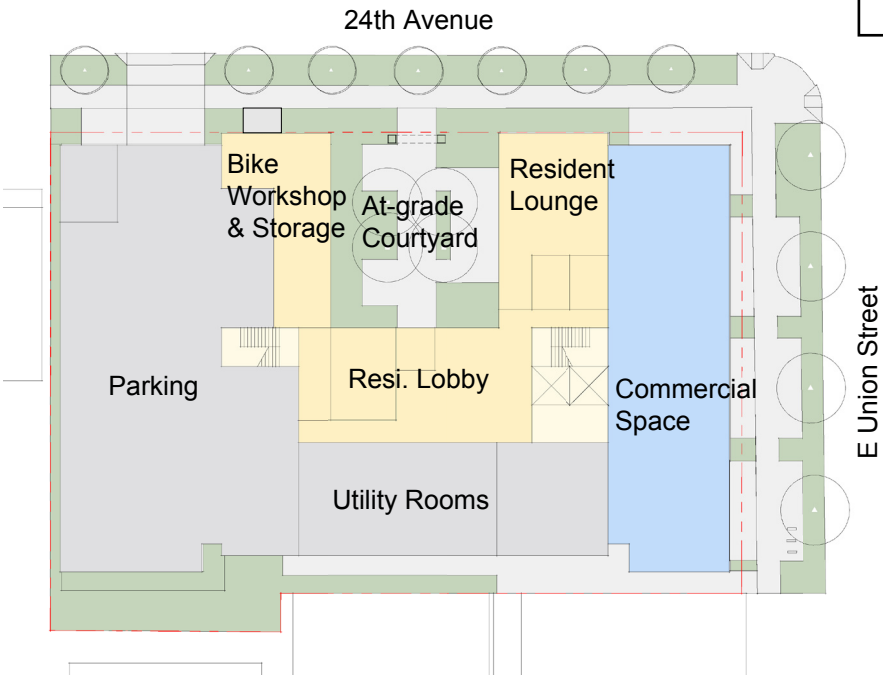 24th Avenue
Bike
Workshop
& Storage
At-grade
Courtyard
Resident
Lounge
Parking
Resi. Lobby
Commercial
Space
Utility Rooms
E Union Street